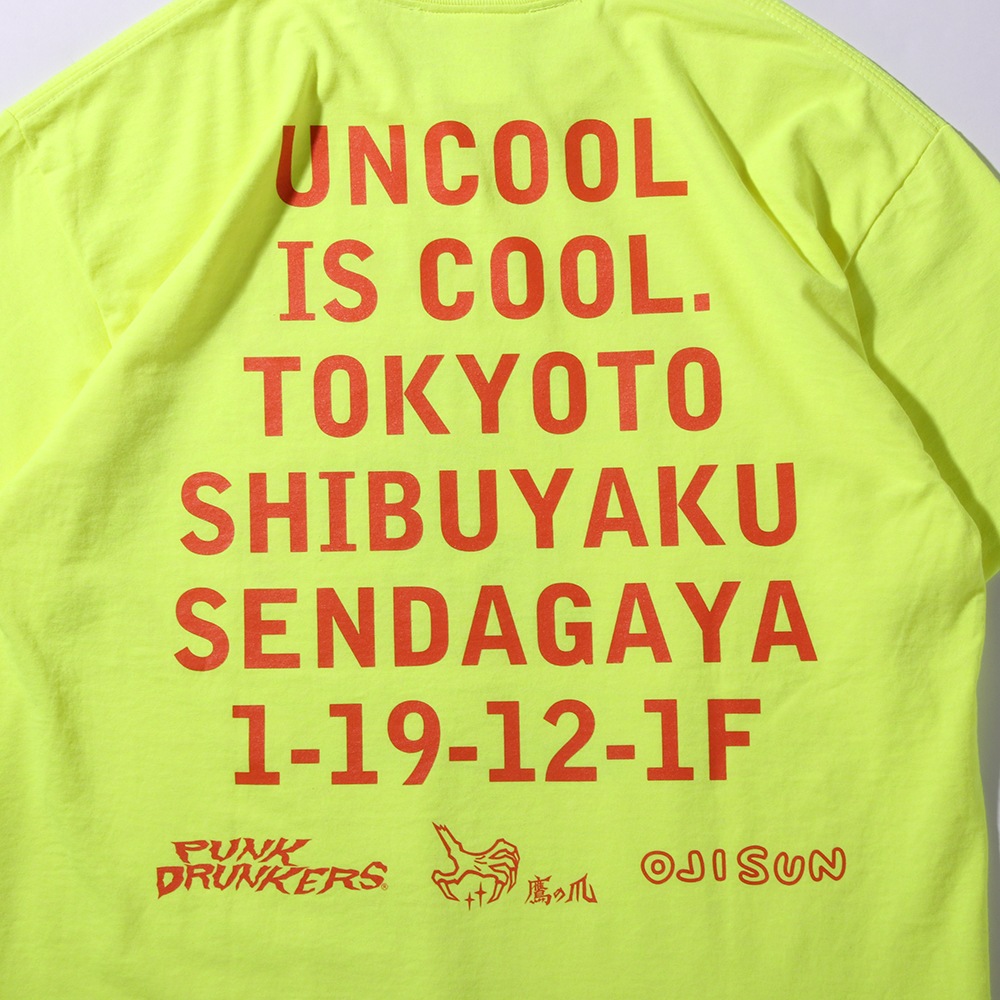 UNCOOL
IS COOL.
TOKYOTO
SHIBUYAKU
SENDAGAYA
1-19-12-1F
PUNK
DRUNKERS®
鷹の爪
OJISUN